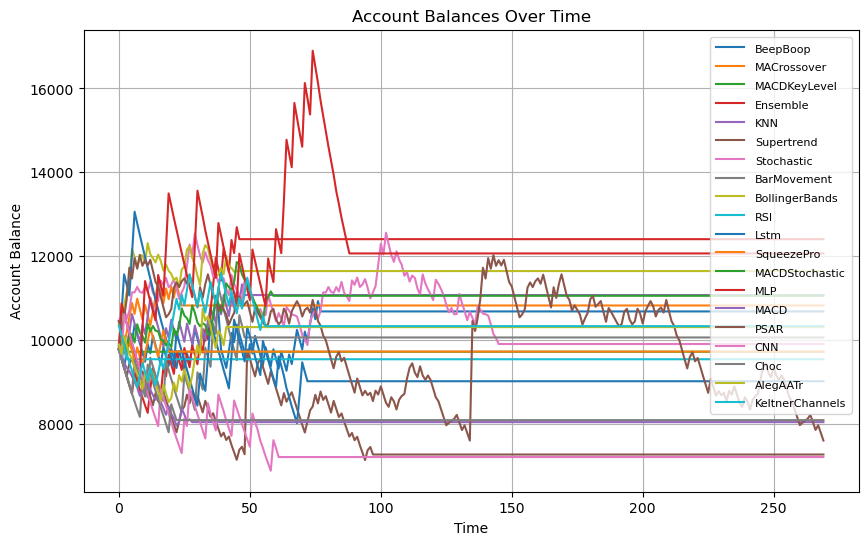 Account Balances Over Time
Account Balance
16000
14000
12000
10000
8000
0
50
100
150
200
250
Time
BeepBoop
MACrossover
MACDKeyLevel
Ensemble
KNN
Supertrend
Stochastic
BarMovement
BollingerBands
RSI
Lstm
SqueezePro
MACDStochastic
MLP
MACD
PSAR
CNN
Choc
AlegAATr
KeltnerChannels